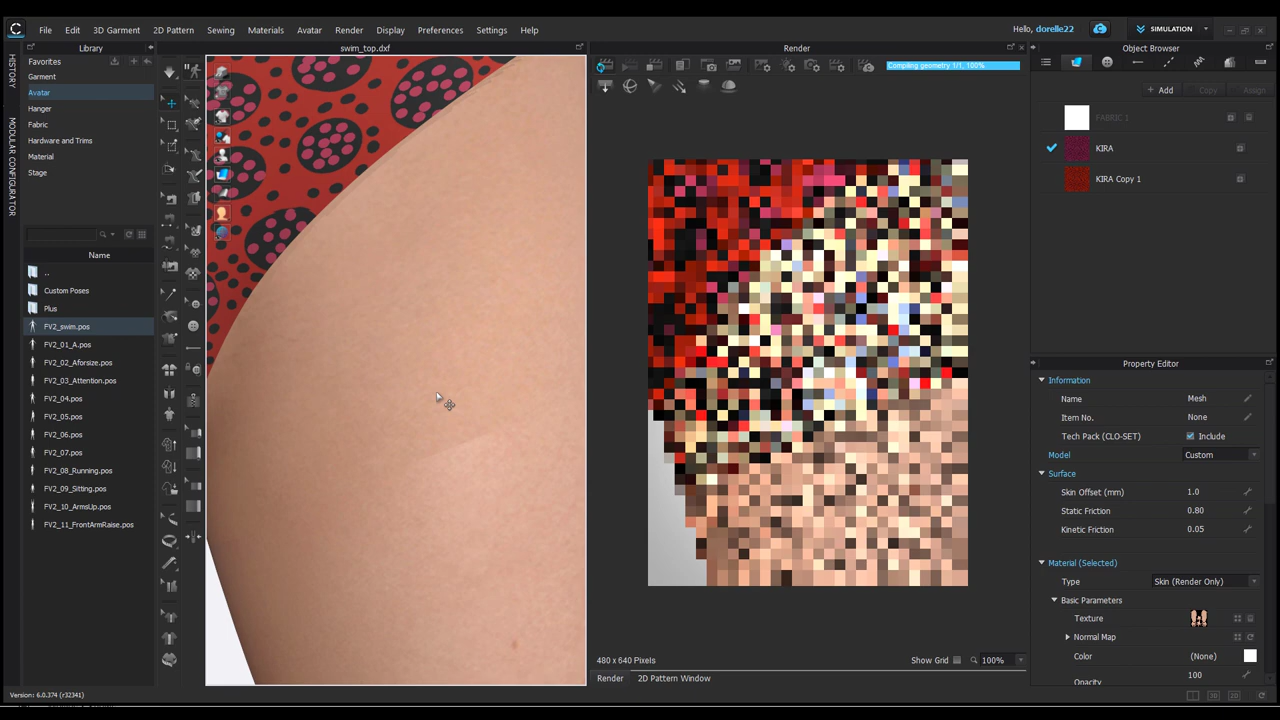 File Edit 3D Garment 2D Pattern Sewing Materials Avatar Render Display Preferences Settings Help
Hello, dorelle22
SIMULATION
Library
swim_top.dxf
Render
Object Browser
HISTORY
MODULAR CONFIGURATOR
Favorites
Garment
Avatar
Hanger
Fabric
Hardware and Trims
Material
Stage
Name
..
Custom Poses
Plus
FV2_swim.pos
FV2_01_A.pos
FV2_02_Aforsize.pos
FV2_03_Attention.pos
FV2_04.pos
FV2_05.pos
FV2_06.pos
FV2_07.pos
FV2_08_Running.pos
FV2_09_Sitting.pos
FV2_10_ArmsUp.pos
FV2_11_FrontArmRaise.pos
Compiling geometry 1/1, 100%
480 x 640 Pixels
Show Grid
100%
Render
2D Pattern Window
+ Add
Copy
Assign
FABRIC 1
KIRA
KIRA Copy 1
Property Editor
Information
Name Mesh
Item No. None
Tech Pack (CLO-SET) Include
Model Custom
Surface
Skin Offset (mm) 1.0
Static Friction 0.80
Kinetic Friction 0.05
Material (Selected)
Type Skin (Render Only)
Basic Parameters
Texture
Normal Map
Color (None)
Opacity 100
Version: 6.0.374 (r32341)
3D
2D